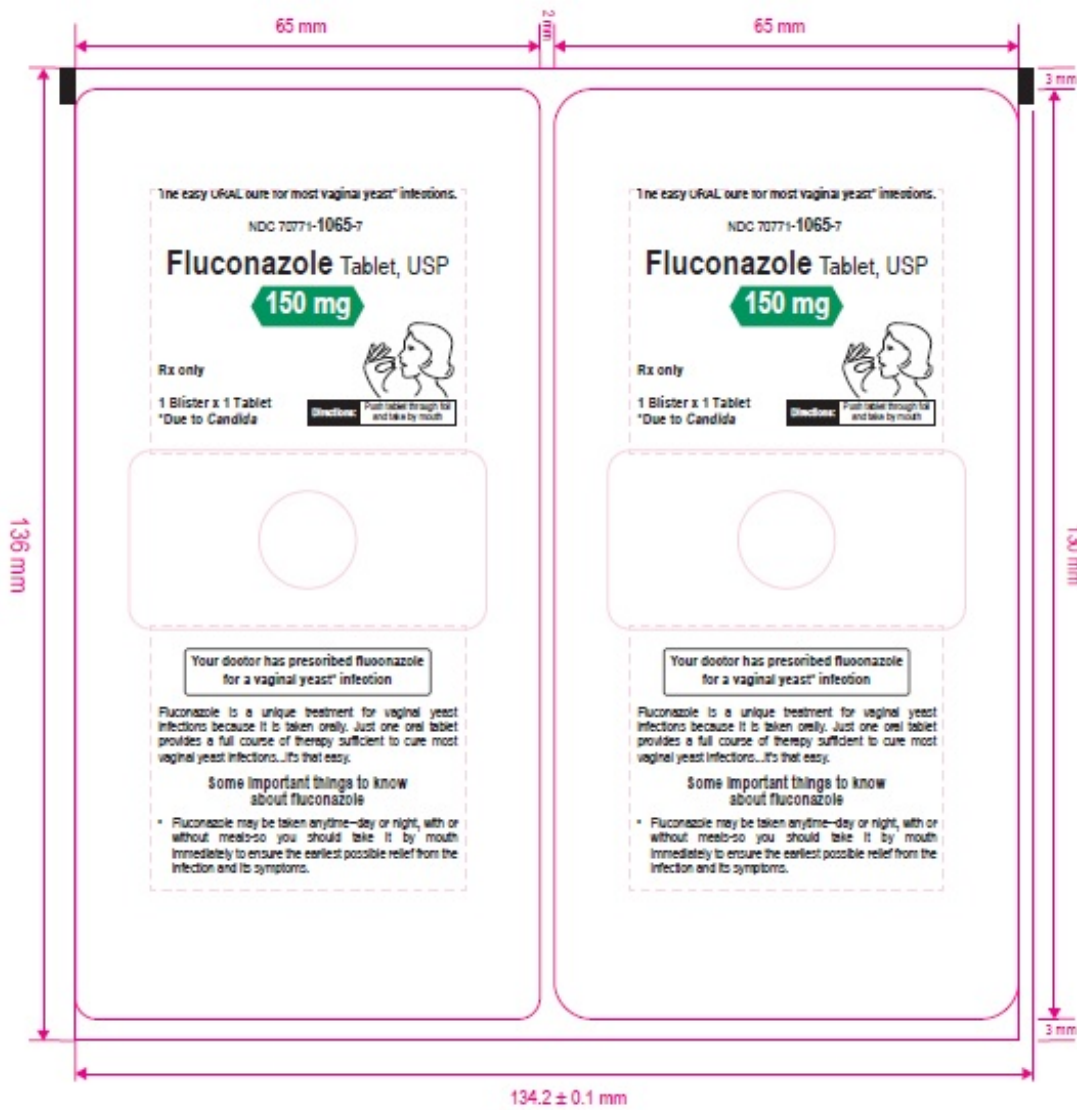 65 mm
2 mm
65 mm
3 mm
The easy ORAL cure for most vaginal yeast* infections.
NDC 70771-1065-7
Fluconazole Tablet, USP
150 mg
Rx only
1 Blister x 1 Tablet
*Due to Candida
Directions:
Push tablet through foil
and take by mouth
Your doctor has prescribed fluconazole
for a vaginal yeast* infection
Fluconazole is a unique treatment for vaginal yeast
infections because it is taken orally. Just one oral tablet
provides a full course of therapy sufficient to cure most
vaginal yeast infections...it's that easy.
Some important things to know
about fluconazole
• Fluconazole may be taken anytime–day or night, with or
without meals-so you should take it by mouth
immediately to ensure the earliest possible relief from the
infection and its symptoms.
The easy ORAL cure for most vaginal yeast* infections.
NDC 70771-1065-7
Fluconazole Tablet, USP
150 mg
Rx only
1 Blister x 1 Tablet
*Due to Candida
Directions:
Push tablet through foil
and take by mouth
Your doctor has prescribed fluconazole
for a vaginal yeast* infection
Fluconazole is a unique treatment for vaginal yeast
infections because it is taken orally. Just one oral tablet
provides a full course of therapy sufficient to cure most
vaginal yeast infections...it's that easy.
Some important things to know
about fluconazole
• Fluconazole may be taken anytime–day or night, with or
without meals-so you should take it by mouth
immediately to ensure the earliest possible relief from the
infection and its symptoms.
136 mm
130 mm
3 mm
134.2 ± 0.1 mm